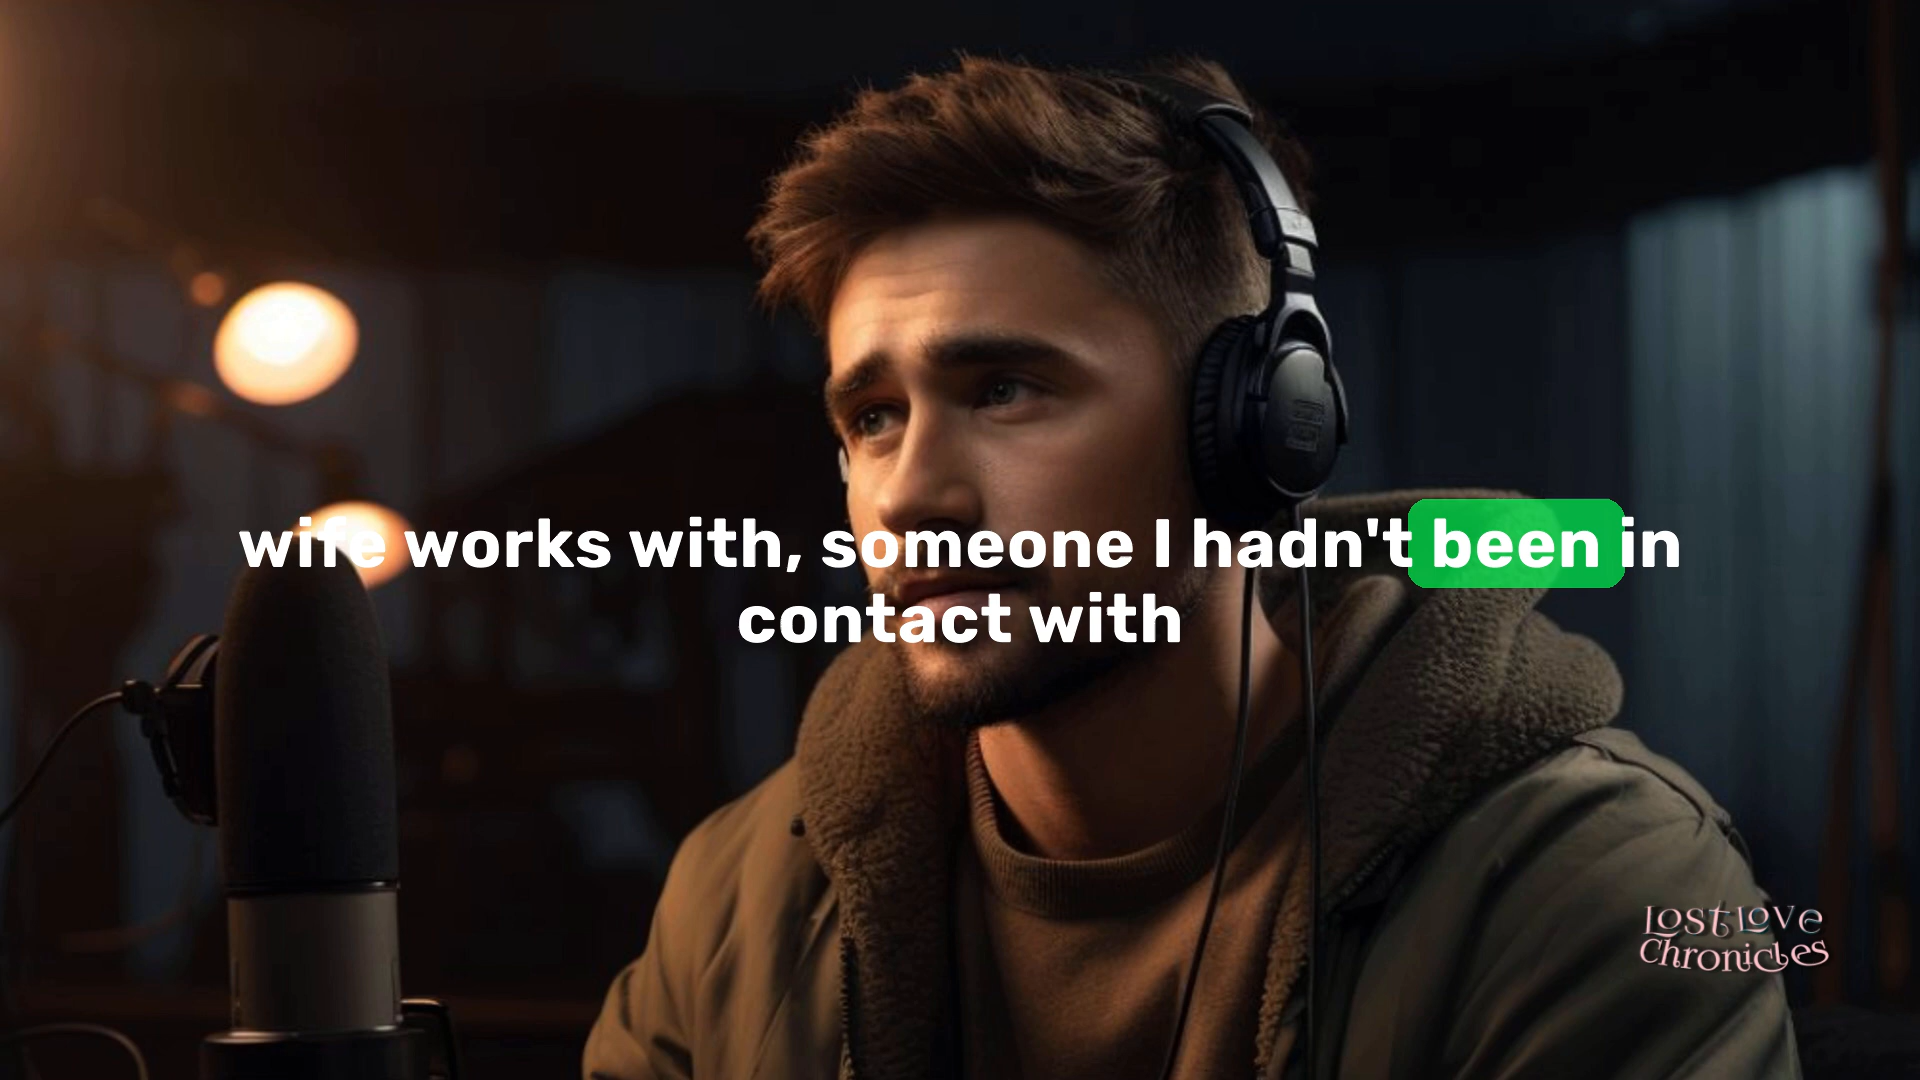 wife works with, someone I hadn't been in
contact with
Lost Love
Chronicles